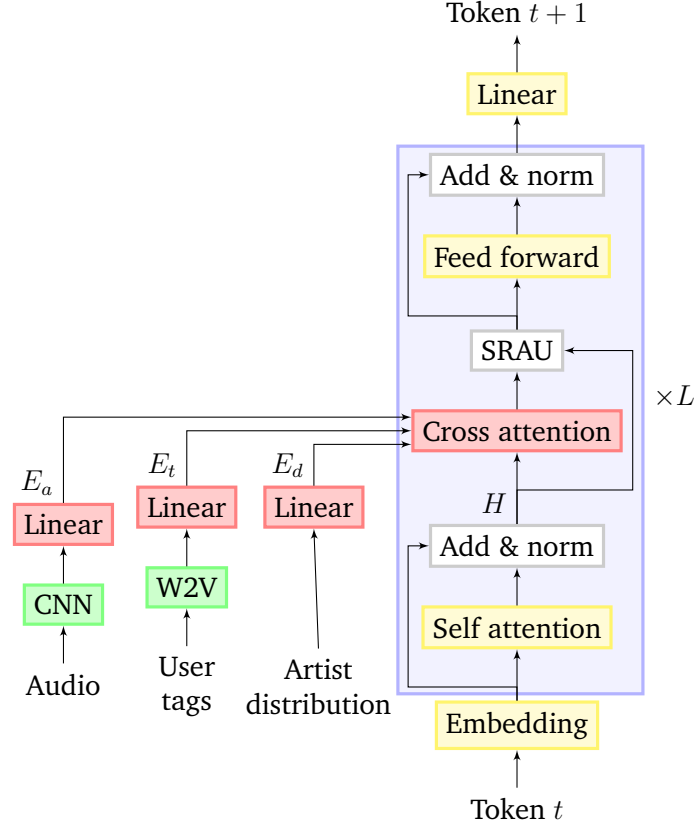 Token t + 1
Linear
Add & norm
Feed forward
SRAU
×L
Cross attention
E_a
E_t
E_d
Linear
Linear
Linear
H
Add & norm
CNN
W2V
Self attention
Audio
User
tags
Artist
distribution
Embedding
Token t